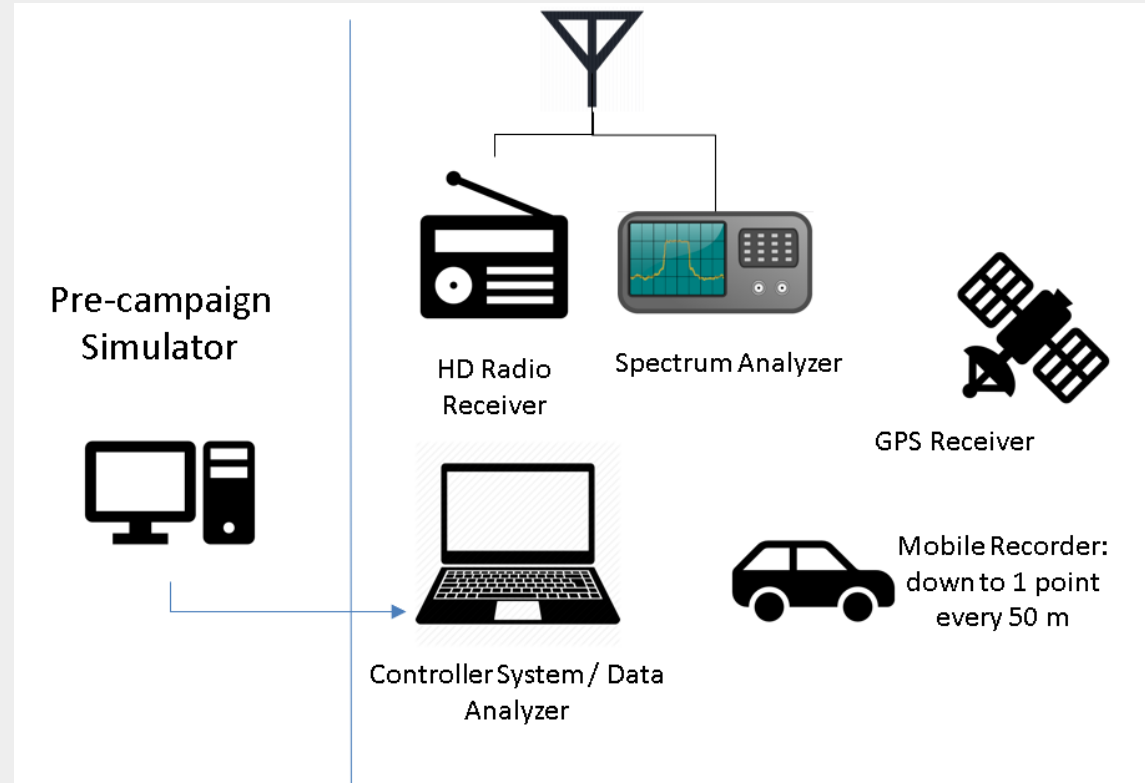 Pre-campaign
Simulator
HD Radio
Receiver
Spectrum Analyzer
GPS Receiver
Mobile Recorder:
down to 1 point
every 50 m
Controller System / Data
Analyzer